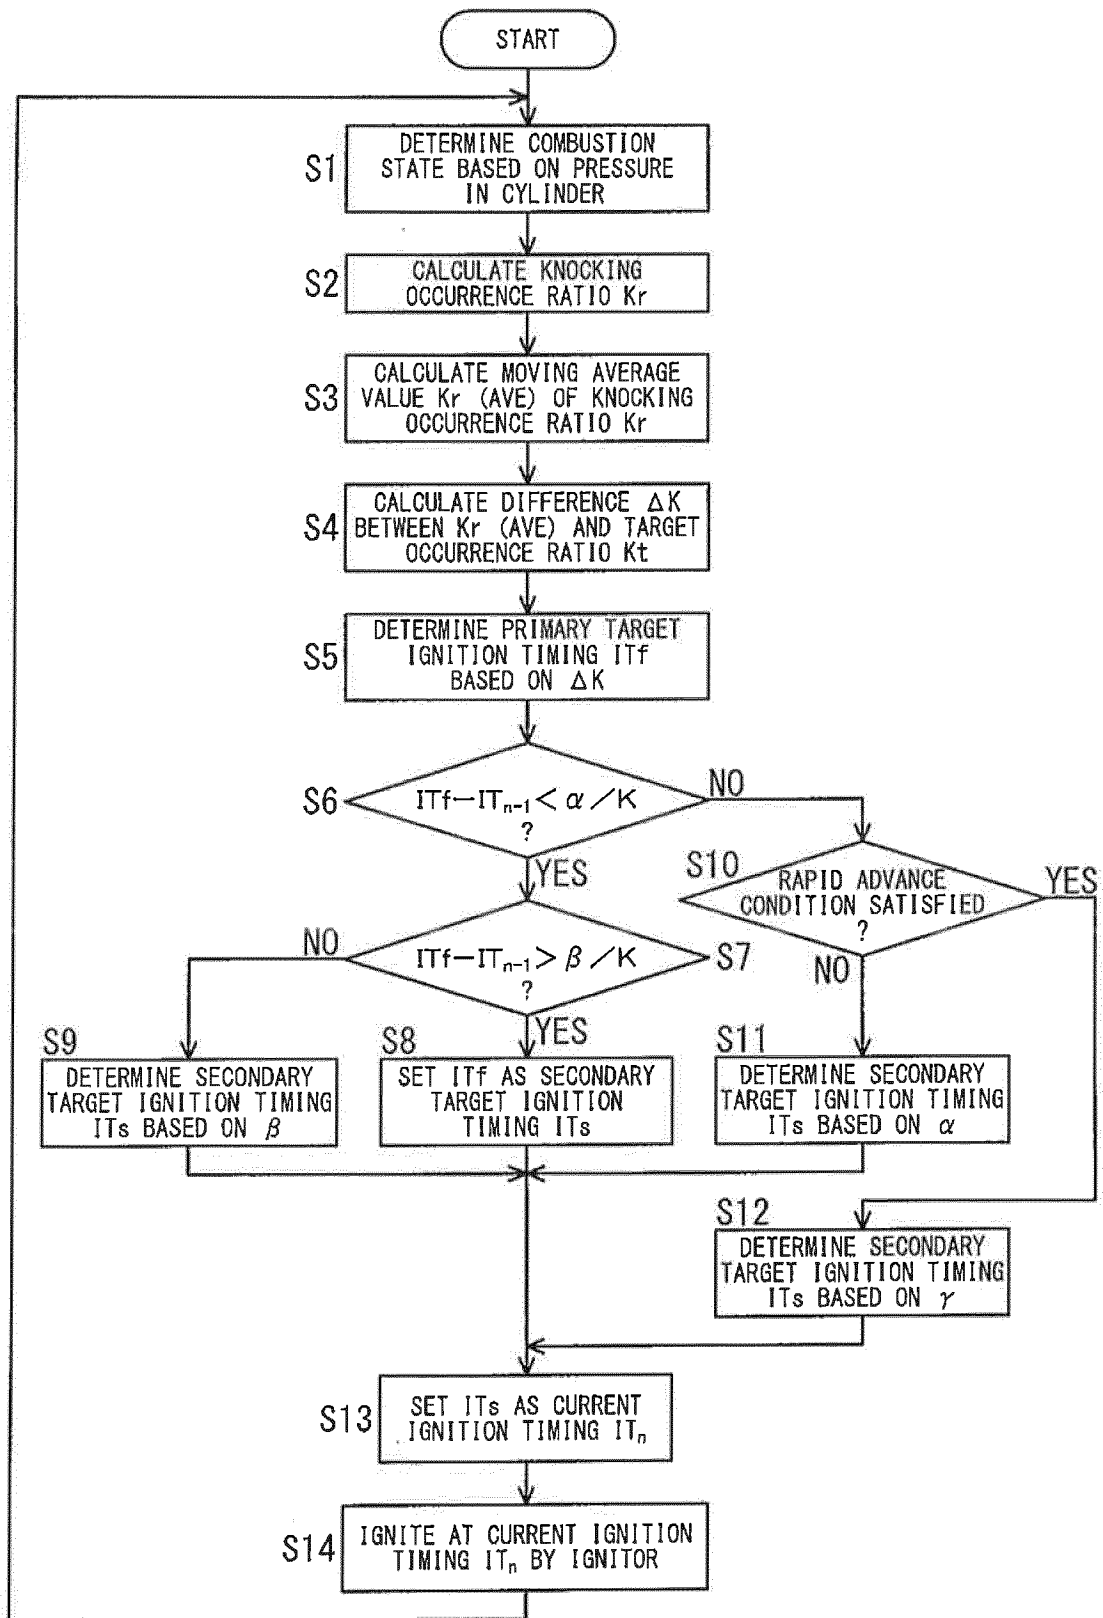 START
S1
DETERMINE COMBUSTION
STATE BASED ON PRESSURE
IN CYLINDER
S2
CALCULATE KNOCKING
OCCURRENCE RATIO Kr
S3
CALCULATE MOVING AVERAGE
VALUE Kr (AVE) OF KNOCKING
OCCURRENCE RATIO Kr
S4
CALCULATE DIFFERENCE ΔK
BETWEEN Kr (AVE) AND TARGET
OCCURRENCE RATIO Kt
S5
DETERMINE PRIMARY TARGET
IGNITION TIMING ITf
BASED ON ΔK
S6
ITf—ITn-1 < α／K
?
NO
YES
S10
RAPID ADVANCE
CONDITION SATISFIED
?
YES
NO
S7
ITf—ITn-1 > β／K
?
NO
YES
S9
DETERMINE SECONDARY
TARGET IGNITION TIMING
ITs BASED ON β
S8
SET ITf AS SECONDARY
TARGET IGNITION
TIMING ITs
S11
DETERMINE SECONDARY
TARGET IGNITION TIMING
ITs BASED ON α
S12
DETERMINE SECONDARY
TARGET IGNITION TIMING
ITs BASED ON γ
S13
SET ITs AS CURRENT
IGNITION TIMING ITn
S14
IGNITE AT CURRENT IGNITION
TIMING ITn BY IGNITOR